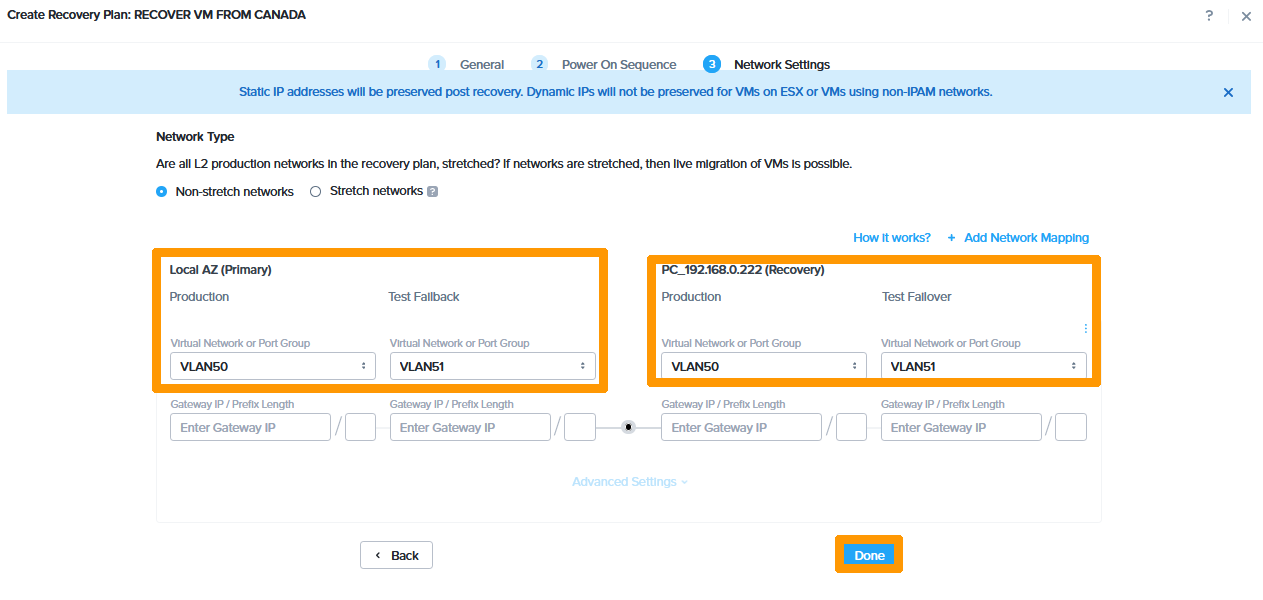 Create Recovery Plan: RECOVER VM FROM CANADA
?
1 General 2 Power On Sequence 3 Network Settings
Static IP addresses will be preserved post recovery. Dynamic IPs will not be preserved for VMs on ESX or VMs using non-IPAM networks.
Network Type
Are all L2 production networks in the recovery plan, stretched? If networks are stretched, then live migration of VMs is possible.
Non-stretch networks Stretch networks ?
How it works? + Add Network Mapping
Local AZ (Primary) PC_192.168.0.222 (Recovery)
Production Test Failback Production Test Failover
Virtual Network or Port Group Virtual Network or Port Group Virtual Network or Port Group Virtual Network or Port Group
VLAN50 VLAN51 VLAN50 VLAN51
Gateway IP / Prefix Length Gateway IP / Prefix Length Gateway IP / Prefix Length Gateway IP / Prefix Length
Enter Gateway IP / Enter Gateway IP / Enter Gateway IP / Enter Gateway IP /
Advanced Settings
Back Done